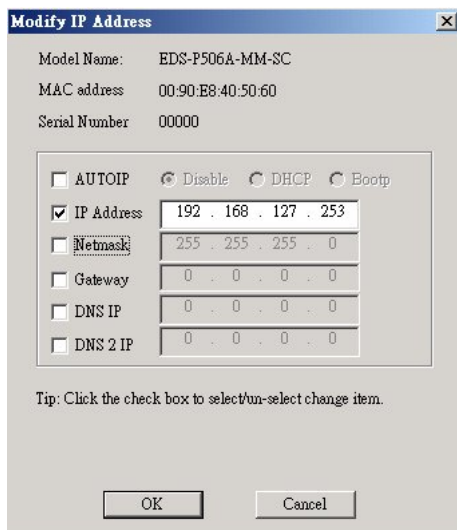 Modify IP Address
Model Name: EDS-P506A-MM-SC
MAC address 00:90:E8:40:50:60
Serial Number 00000
AUTOIP Disable DHCP Bootp
IP Address 192 . 168 . 127 . 253
Netmask 255 . 255 . 255 . 0
Gateway 0 . 0 . 0 . 0
DNS IP 0 . 0 . 0 . 0
DNS 2 IP 0 . 0 . 0 . 0
Tip: Click the check box to select/un-select change item.
OK Cancel